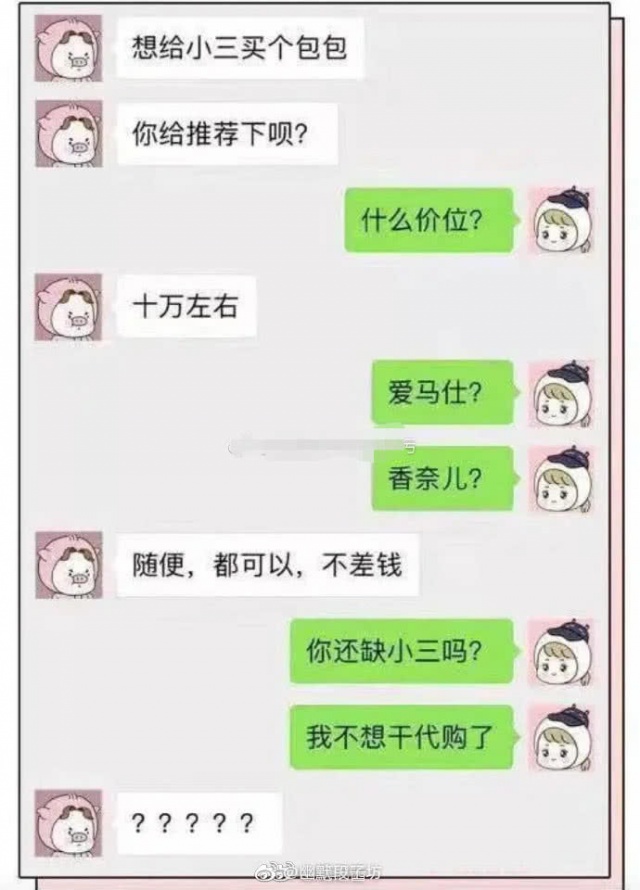 想给小三买个包包
你给推荐下呗？
什么价位？
十万左右
爱马仕？
香奈儿？
随便，都可以，不差钱
你还缺小三吗？
我不想干代购了
？？？？？